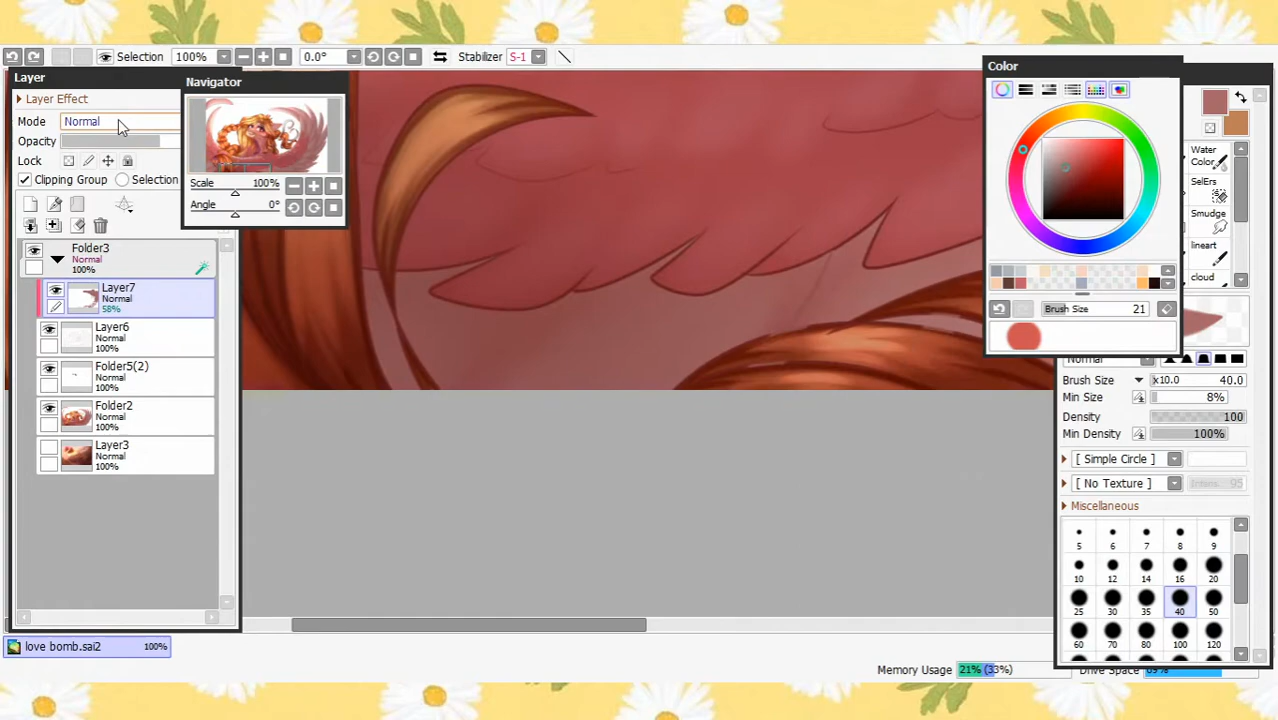 Selection 100% 0.0° Stabilizer S-1
Layer
Layer Effect
Mode Normal
Opacity
Lock
Clipping Group Selection
Folder3
Normal
100%
Layer7
Normal
58%
Layer6
Normal
100%
Folder5(2)
Normal
100%
Folder2
Normal
100%
Layer3
Normal
100%
Navigator
Scale 100%
Angle 0°
Color
Brush Size 21
Water
Color
SelErs
Smudge
lineart
cloud
Normal
Brush Size x10.0 40.0
Min Size 8%
Density 100
Min Density 100%
[ Simple Circle ]
[ No Texture ] 95
Miscellaneous
5 6 7 8 9
10 12 14 16 20
25 30 35 40 50
60 70 80 100 120
love bomb.sai2 100%
Memory Usage 21% (33%) Drive Space 89%